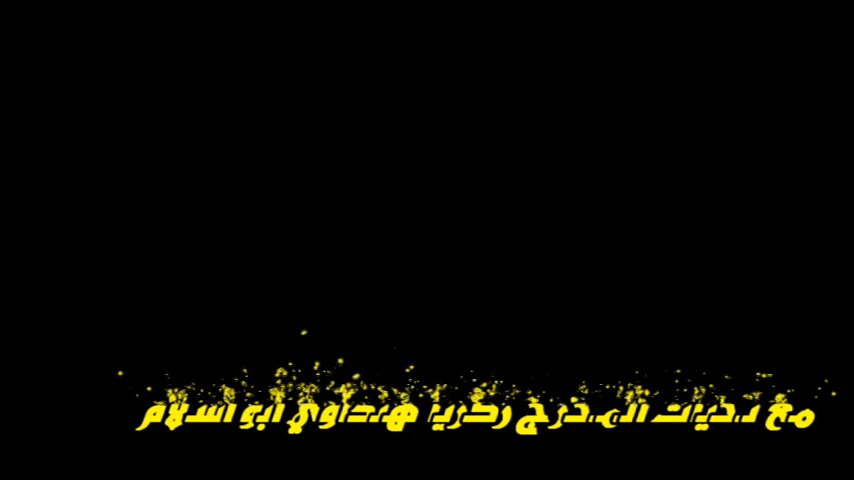 مع تحيات المخرج زكريا هنداوي ابو اسلام